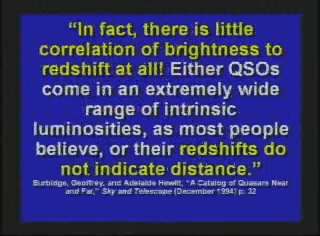 “In fact, there is little
correlation of brightness to
redshift at all! Either QSOs
come in an extremely wide
range of intrinsic
luminosities, as most people
believe, or their redshifts do
not indicate distance.”
Burbidge, Geoffrey, and Adelaide Hewitt, “A Catalog of Quasars Near
and Far,” Sky and Telescope (December 1994) p. 32